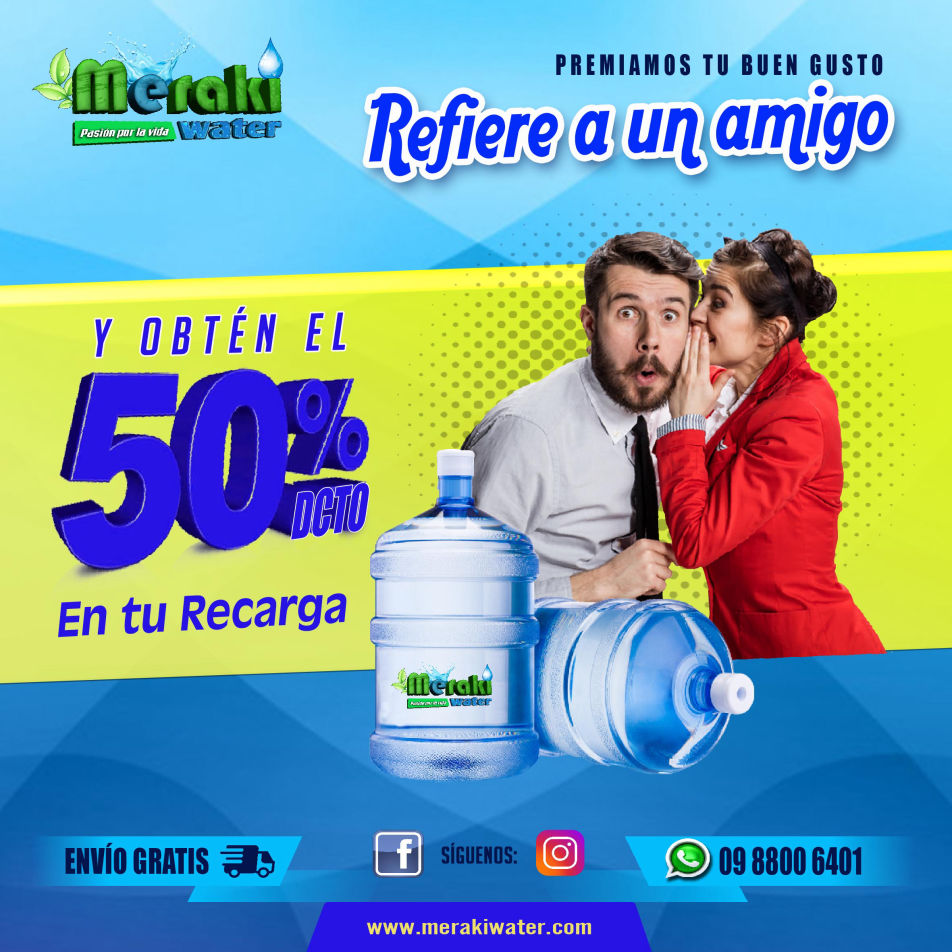 Meraki
Pasión por la vida water
PREMIAMOS TU BUEN GUSTO
Refiere a un amigo
Y OBTÉN EL
50%
DCTO
En tu Recarga
Meraki
water
ENVÍO GRATIS
SÍGUENOS:
09 8800 6401
www.merakiwater.com